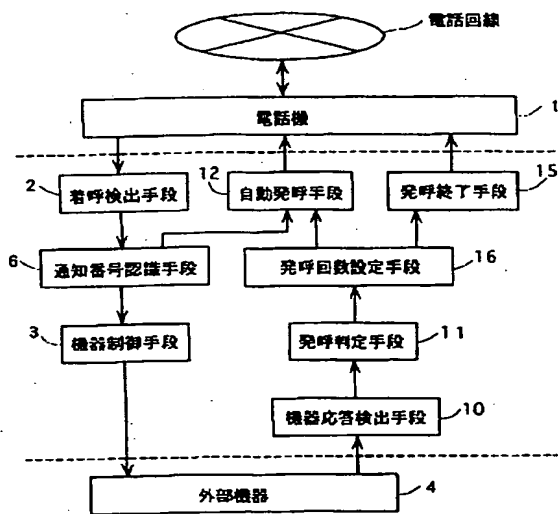 電話回線
電話機
1
2
着呼検出手段
12
自動発呼手段
15
発呼終了手段
6
通知番号認識手段
発呼回数設定手段
16
3
機器制御手段
発呼判定手段
11
機器応答検出手段
10
外部機器
4